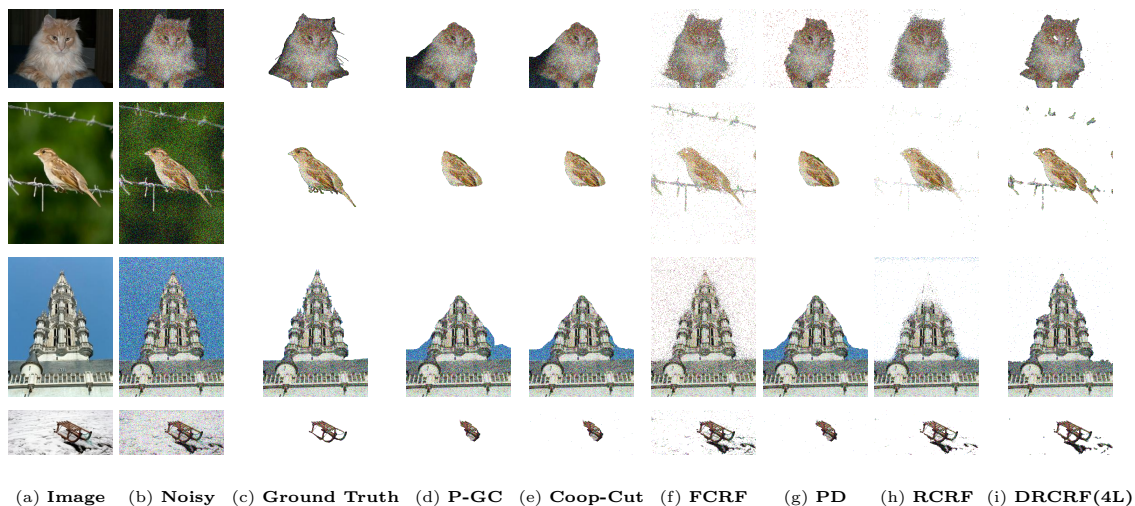 (a) Image (b) Noisy (c) Ground Truth (d) P-GC (e) Coop-Cut (f) FCRF (g) PD (h) RCRF (i) DRCRF(4L)